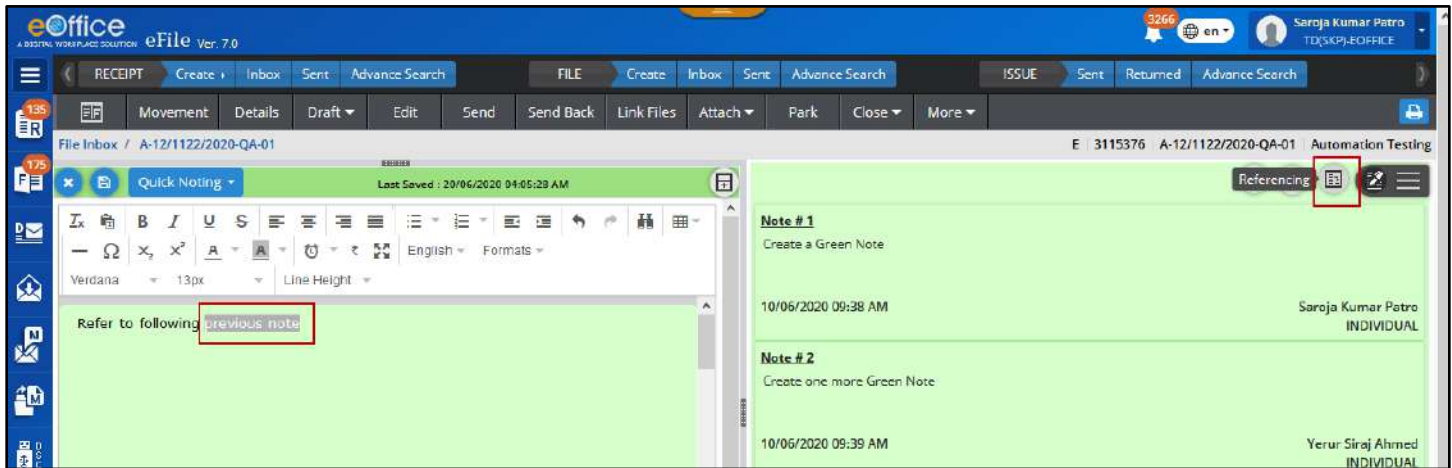 eOffice
A DIGITAL WORKPLACE SOLUTION eFile Ver. 7.0
3266 en Saroja Kumar Patro
TD(SKP)-EOFFICE
RECEIPT Create Inbox Sent Advance Search FILE Create Inbox Sent Advance Search ISSUE Sent Returned Advance Search
135 Movement Details Draft Edit Send Send Back Link Files Attach Park Close More
File Inbox / A-12/1122/2020-QA-01 E 3115376 A-12/1122/2020-QA-01 Automation Testing
175 Quick Noting Last Saved : 20/06/2020 04:05:28 AM Referencing
English Formats
Verdana 13px Line Height
Refer to following previous note
Note # 1
Create a Green Note
10/06/2020 09:38 AM Saroja Kumar Patro
INDIVIDUAL
Note # 2
Create one more Green Note
10/06/2020 09:39 AM Yerur Siraj Ahmed
INDIVIDUAL